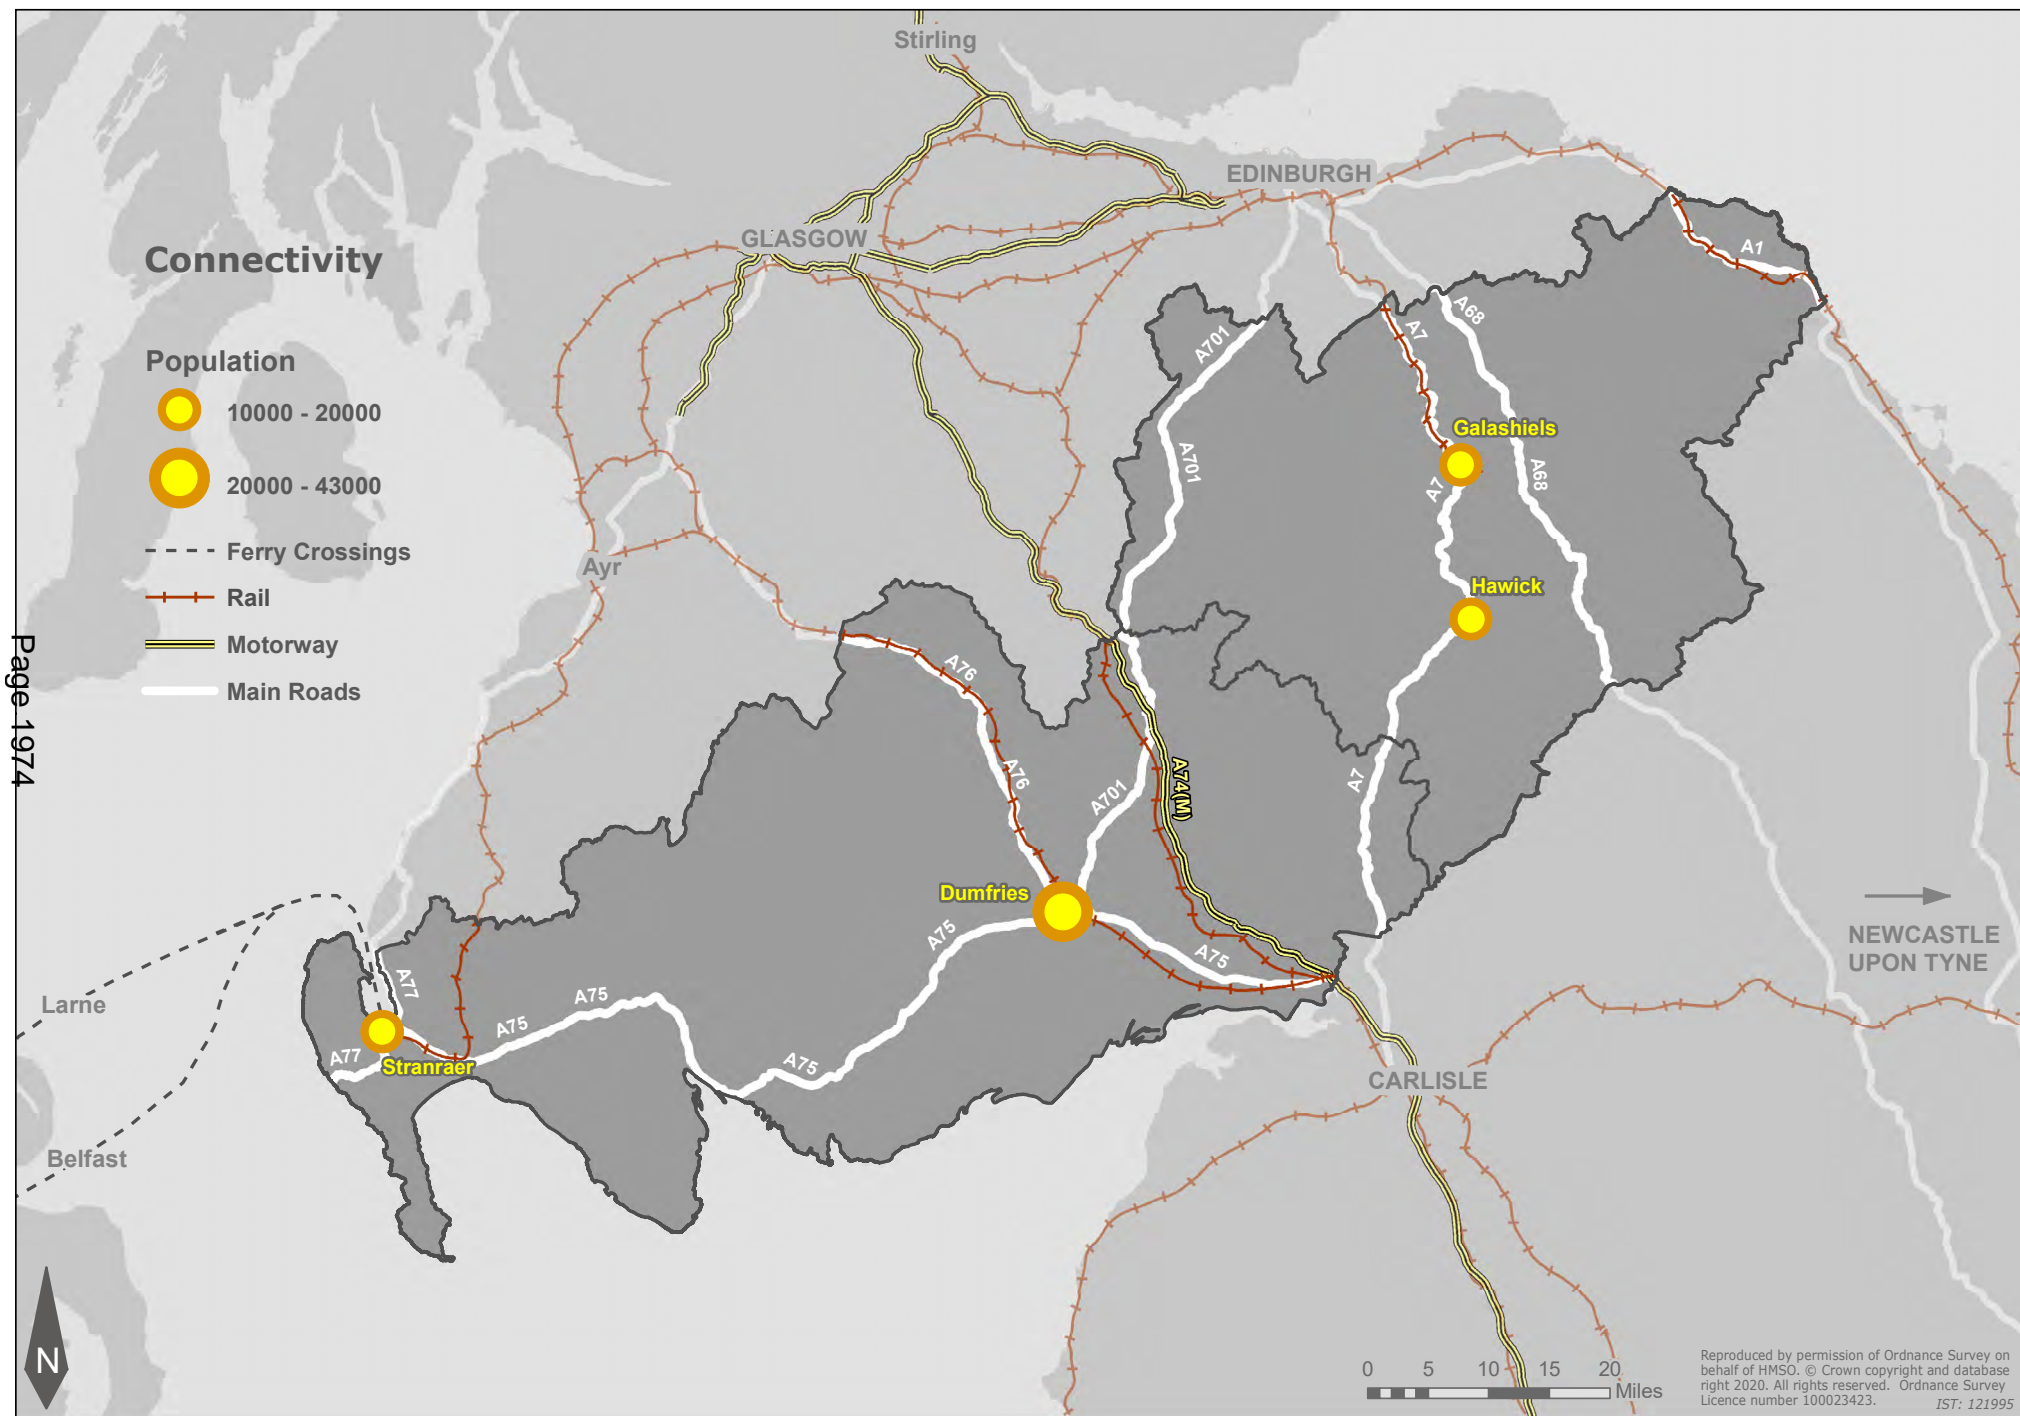 Stirling
EDINBURGH
GLASGOW
Connectivity
A1
A701
A7
A68
Population
10000 - 20000
20000 - 43000
Galashiels
A701
A68
A7
Ferry Crossings
Ayr
Hawick
Rail
Motorway
Main Roads
Page 1974
A76
A76
A701
A74(M)
A7
Dumfries
A75
A75
NEWCASTLE
UPON TYNE
A77
Larne
A75
A75
A75
A77
Stranraer
CARLISLE
Belfast
N
0 5 10 15 20
Miles
Reproduced by permission of Ordnance Survey on
behalf of HMSO. © Crown copyright and database
right 2020. All rights reserved. Ordnance Survey
Licence number 100023423.
IST: 121995